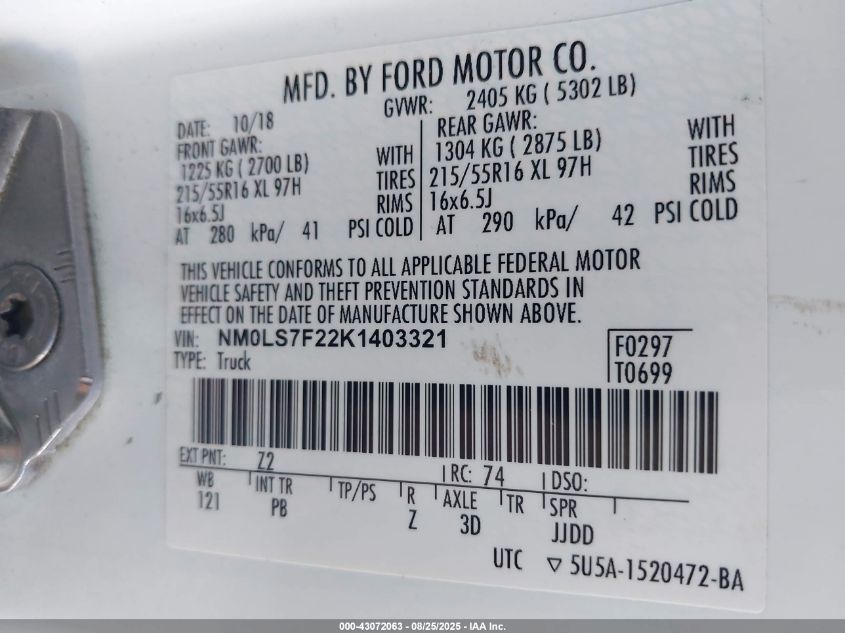 MFD. BY FORD MOTOR CO.
GVWR: 2405 KG ( 5302 LB)
DATE: 10/18
FRONT GAWR:
1225 KG ( 2700 LB) WITH
215/55R16 XL 97H TIRES
16x6.5J RIMS
AT 280 kPa/ 41 PSI COLD
REAR GAWR: WITH
1304 KG ( 2875 LB) TIRES
215/55R16 XL 97H RIMS
16x6.5J
AT 290 kPa/ 42 PSI COLD
THIS VEHICLE CONFORMS TO ALL APPLICABLE FEDERAL MOTOR
VEHICLE SAFETY AND THEFT PREVENTION STANDARDS IN
EFFECT ON THE DATE OF MANUFACTURE SHOWN ABOVE.
VIN: NM0LS7F22K1403321
TYPE: Truck
F0297
T0699
EXT PNT: Z2 RC: 74 DSO:
WB INT TR TP/PS R AXLE TR SPR
121 PB Z 3D JJDD
UTC ▽ 5U5A-1520472-BA
000-43072063 - 08/25/2025 - IAA Inc.